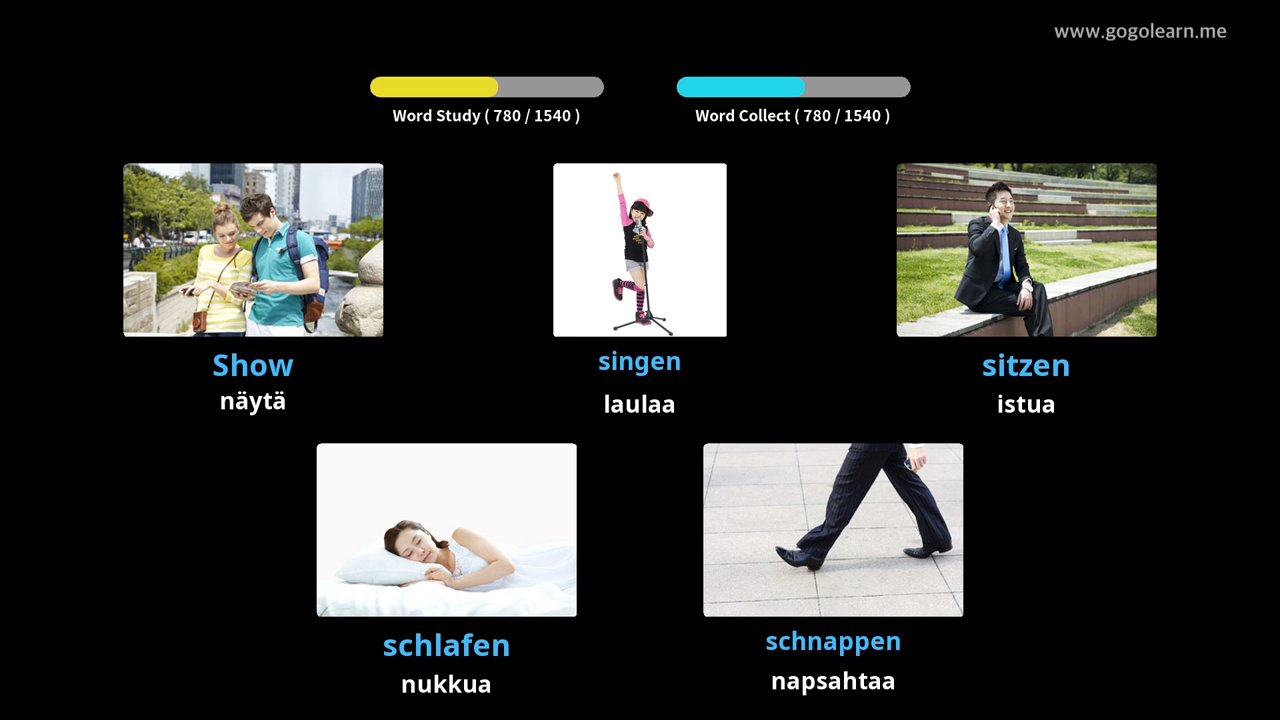 www.gogolearn.me
Word Study ( 780 / 1540 )
Word Collect ( 780 / 1540 )
Show
näytä
singen
laulaa
sitzen
istua
schlafen
nukkua
schnappen
napsahtaa